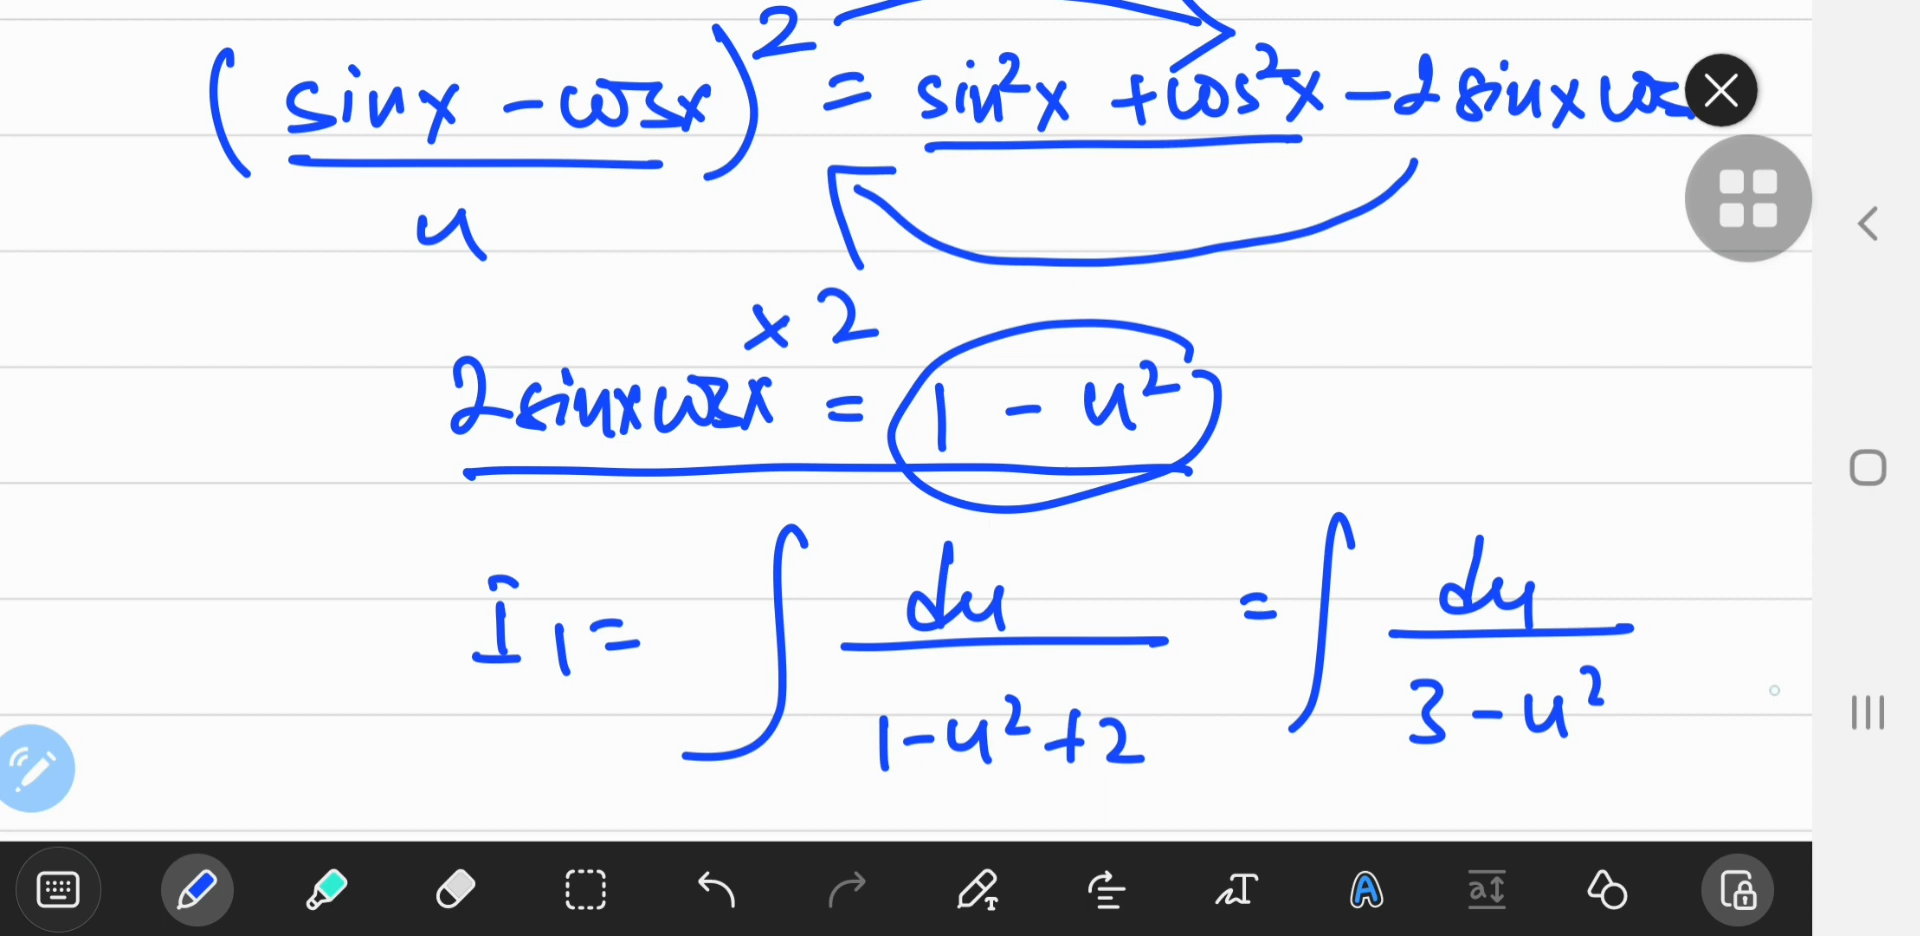 (sinx - cosx)² = sin²x + cos²x - 2 sinx cos
u
x 2
2sinxcosx = 1 - u²
I₁ = ∫ du / 1-u²+2 = ∫ du / 3-u²